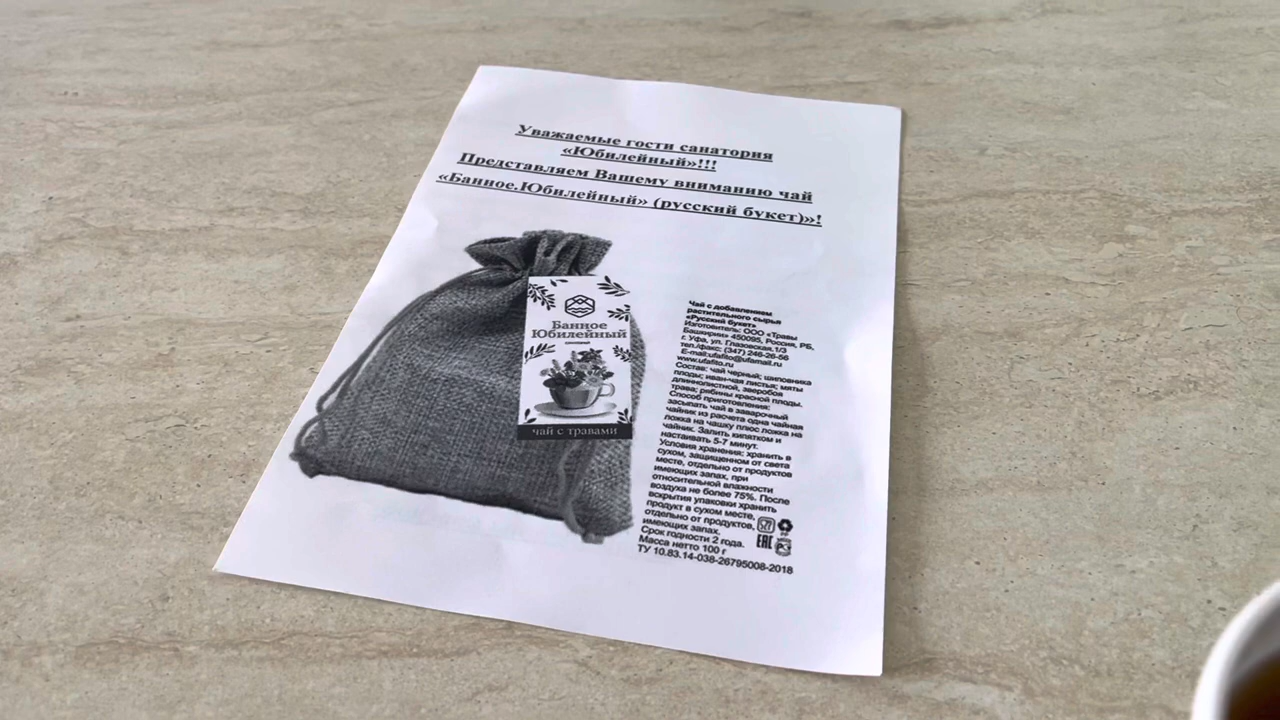 Уважаемые гости санатория
«Юбилейный»!!!
Представляем Вашему вниманию чай
«Банное.Юбилейный» (русский букет)»!
Банное
Юбилейный
чай с травами
Чай с добавлением
растительного сырья
«Русский букет»
Изготовитель: ООО «Травы
Башкирии» 450095, Россия, РБ,
г. Уфа, ул. Глазовская,1/3
тел./факс: (347) 246-26-56
E-mail:ufafito@ufamail.ru
www.ufafito.ru
Состав: чай черный; шиповника
плоды; иван-чая листья; мяты
длиннолистной, зверобоя
трава; рябины красной плоды.
Способ приготовления:
засыпать чай в заварочный
чайник из расчета одна чайная
ложка на чашку плюс ложка на
чайник. Залить кипятком и
настаивать 5-7 минут.
Условия хранения: хранить в
сухом, защищенном от света
месте, отдельно от продуктов
имеющих запах, при
относительной влажности
воздуха не более 75%. После
вскрытия упаковки хранить
продукт в сухом месте,
отдельно от продуктов,
имеющих запах.
Срок годности 2 года.
Масса нетто 100 г
ТУ 10.83.14-038-26795008-2018
EAC